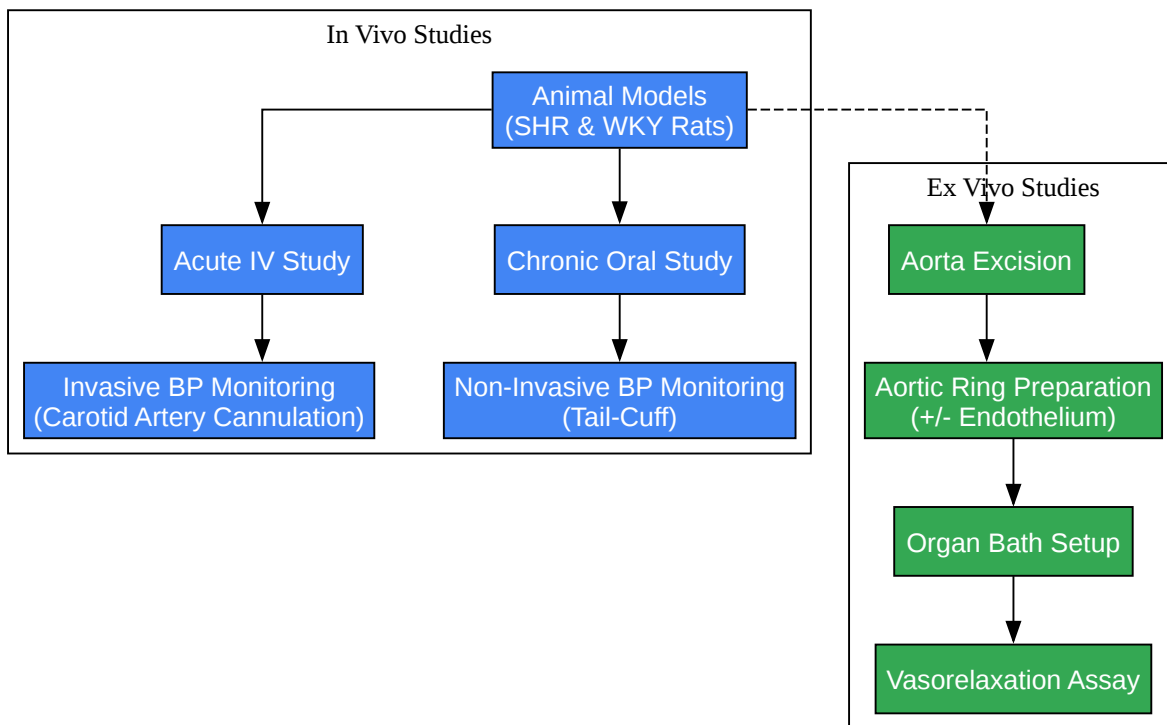 In Vivo Studies
Animal Models
(SHR & WKY Rats)
Acute IV Study
Chronic Oral Study
Invasive BP Monitoring
(Carotid Artery Cannulation)
Non-Invasive BP Monitoring
(Tail-Cuff)
Ex Vivo Studies
Aorta Excision
Aortic Ring Preparation
(+/- Endothelium)
Organ Bath Setup
Vasorelaxation Assay